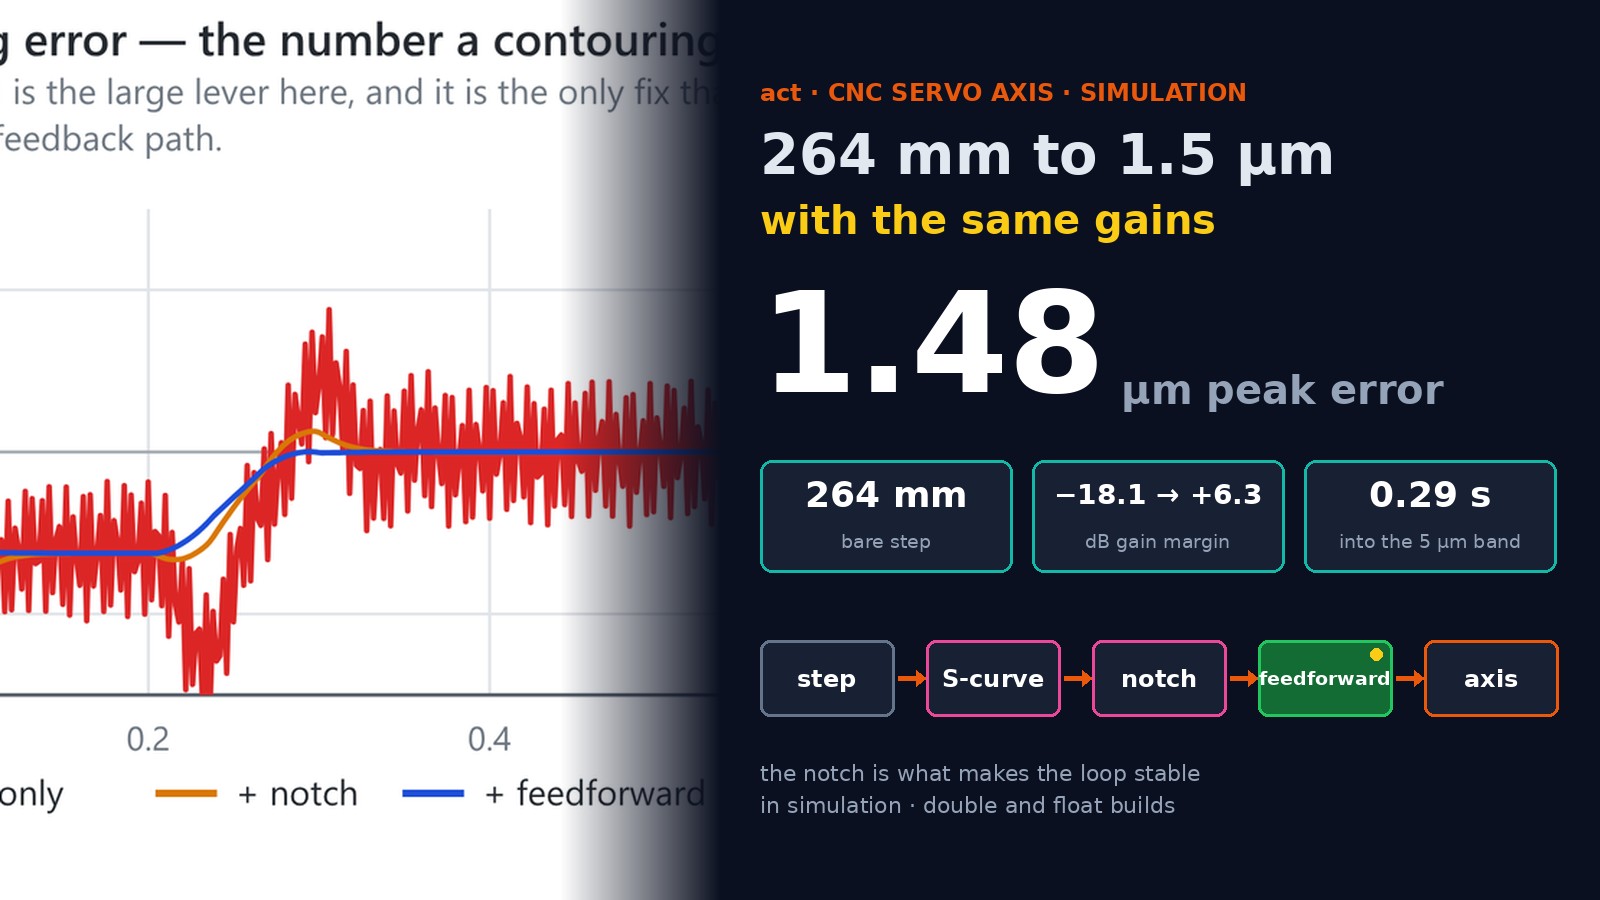 g error — the number a contouring
is the large lever here, and it is the only fix tha
feedback path.
0.2
0.4
only
+ notch
+ feedforward
act · CNC SERVO AXIS · SIMULATION
264 mm to 1.5 µm
with the same gains
1.48 µm peak error
264 mm
bare step
−18.1 → +6.3
dB gain margin
0.29 s
into the 5 µm band
step
S-curve
notch
feedforward
axis
the notch is what makes the loop stable
in simulation · double and float builds